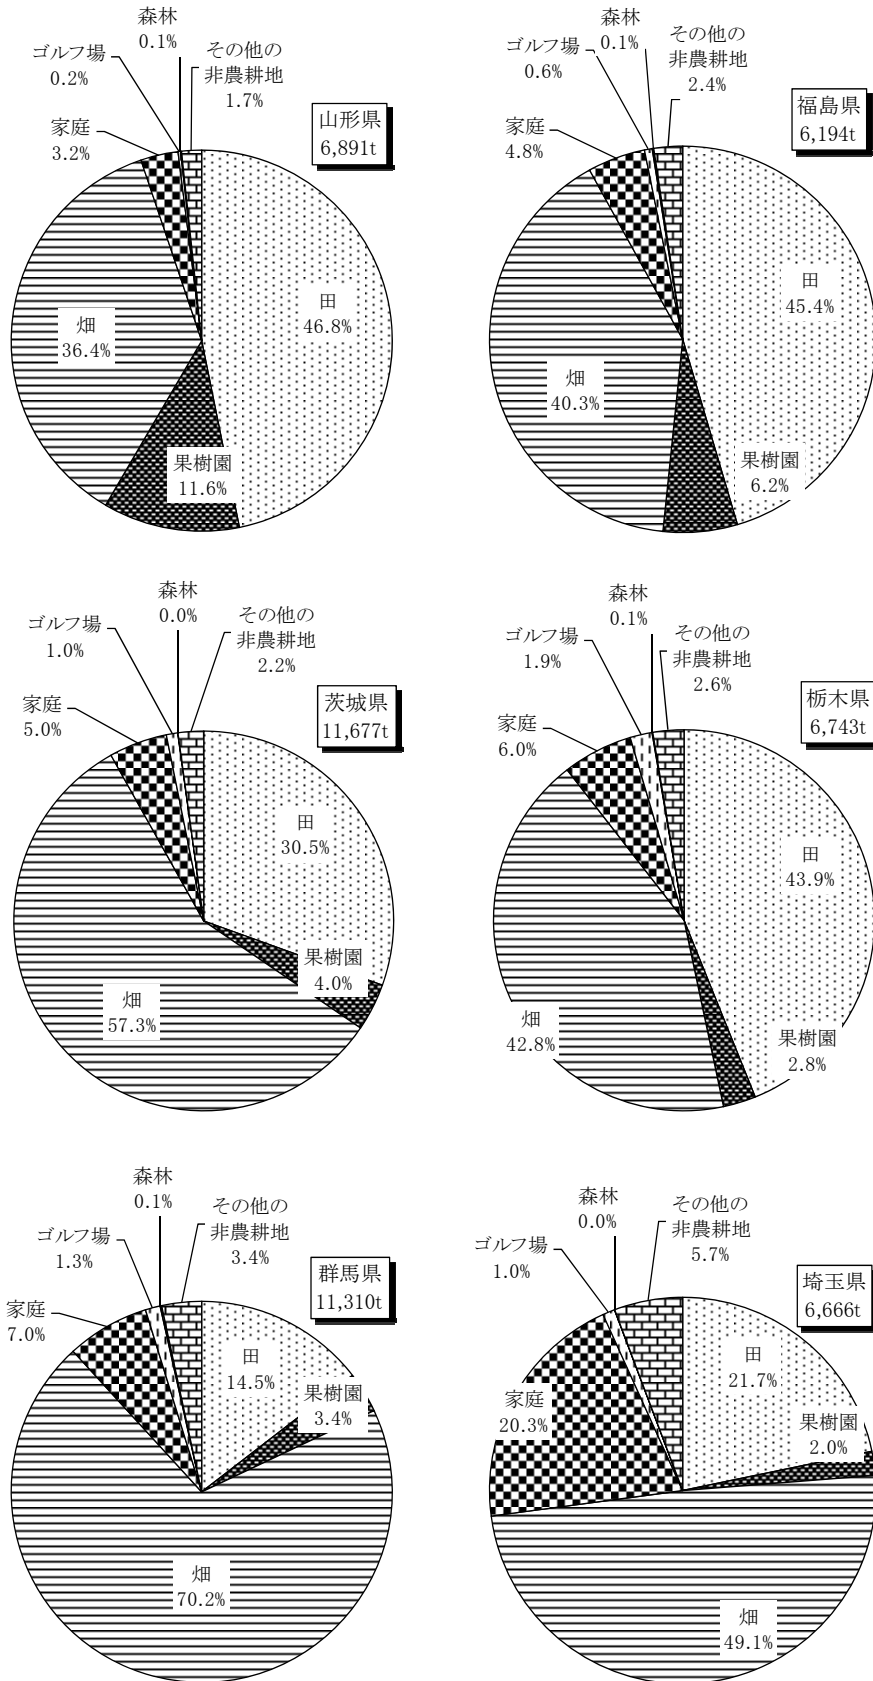 森林
0.1%
ゴルフ場
0.2%
その他の
非農耕地
1.7%
家庭
3.2%
山形県
6,891t
田
46.8%
畑
36.4%
果樹園
11.6%
森林
0.1%
ゴルフ場
0.6%
その他の
非農耕地
2.4%
家庭
4.8%
福島県
6,194t
田
45.4%
畑
40.3%
果樹園
6.2%
森林
0.0%
ゴルフ場
1.0%
その他の
非農耕地
2.2%
家庭
5.0%
茨城県
11,677t
田
30.5%
果樹園
4.0%
畑
57.3%
森林
0.1%
ゴルフ場
1.9%
その他の
非農耕地
2.6%
家庭
6.0%
栃木県
6,743t
田
43.9%
畑
42.8%
果樹園
2.8%
森林
0.1%
ゴルフ場
1.3%
その他の
非農耕地
3.4%
家庭
7.0%
群馬県
11,310t
田
14.5%
果樹園
3.4%
畑
70.2%
森林
0.0%
ゴルフ場
1.0%
その他の
非農耕地
5.7%
埼玉県
6,666t
田
21.7%
家庭
20.3%
果樹園
2.0%
畑
49.1%